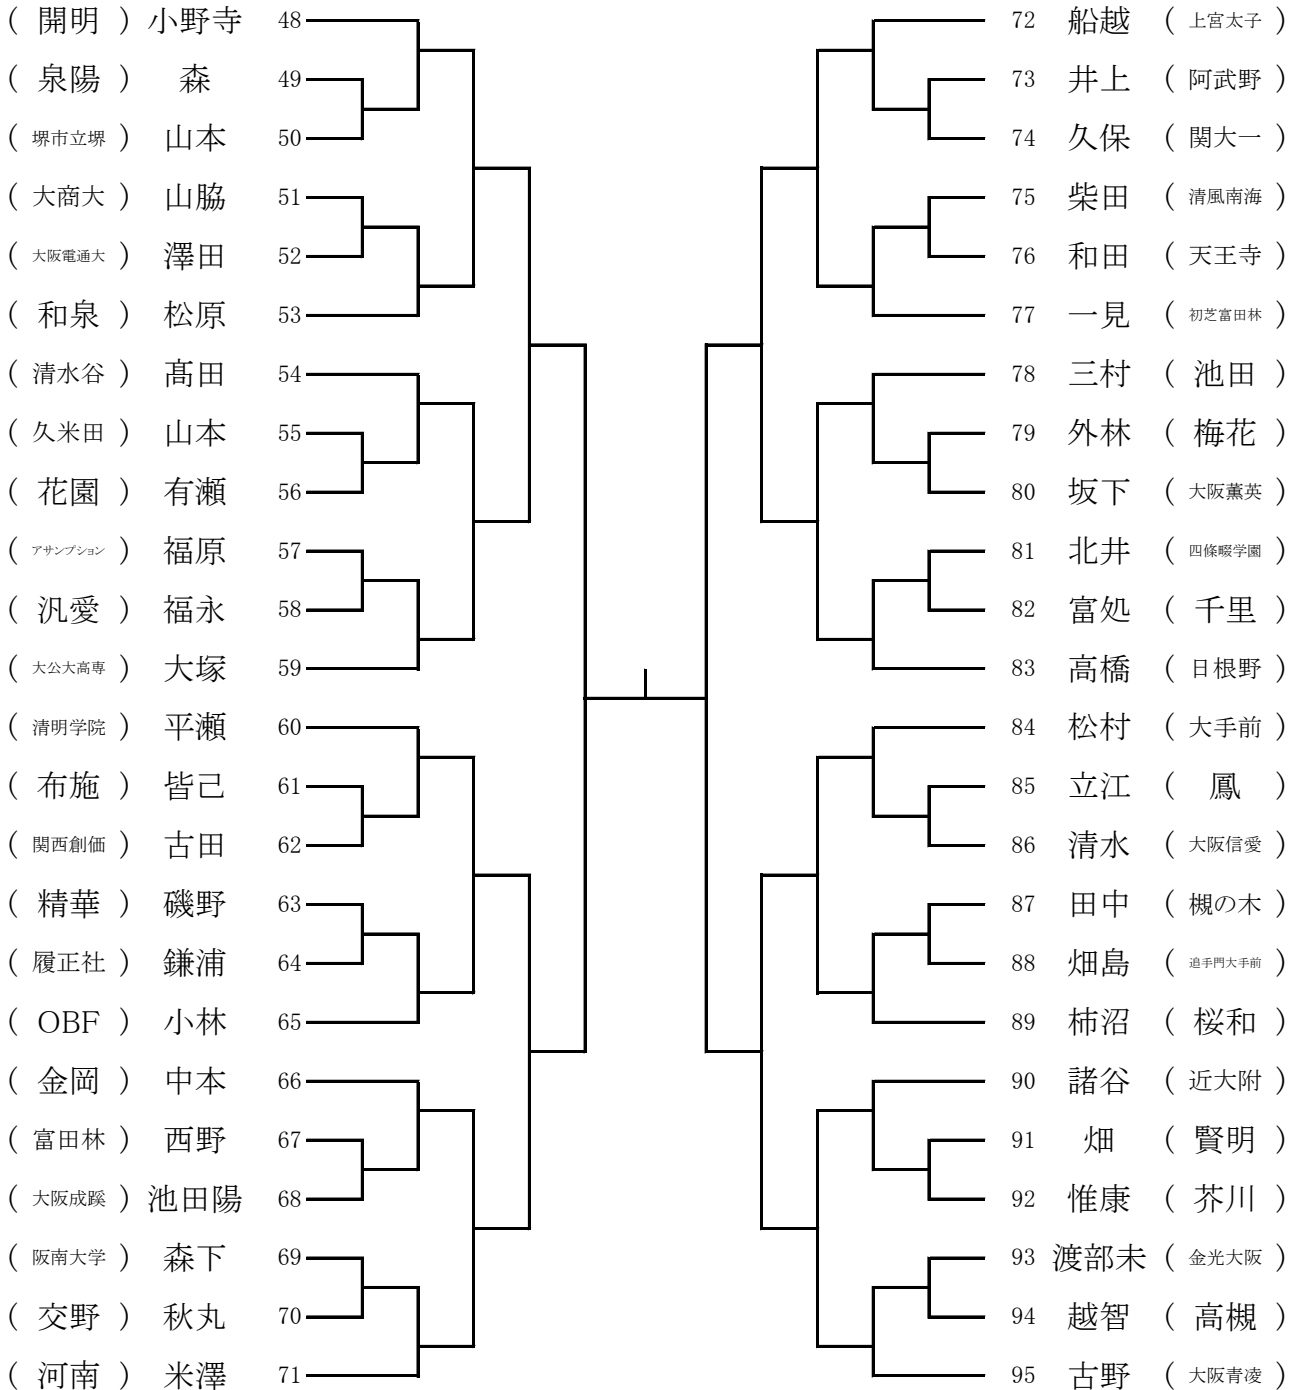 ( 開明 ) 小野寺 48 72 船越 ( 上宮太子 )
( 泉陽 ) 森 49 73 井上 ( 阿武野 )
( 堺市立堺 ) 山本 50 74 久保 ( 関大一 )
( 大商大 ) 山脇 51 75 柴田 ( 清風南海 )
( 大阪電通大 ) 澤田 52 76 和田 ( 天王寺 )
( 和泉 ) 松原 53 77 一見 ( 初芝富田林 )
( 清水谷 ) 髙田 54 78 三村 ( 池田 )
( 久米田 ) 山本 55 79 外林 ( 梅花 )
( 花園 ) 有瀬 56 80 坂下 ( 大阪薫英 )
( アサンプション ) 福原 57 81 北井 ( 四條畷学園 )
( 汎愛 ) 福永 58 82 富処 ( 千里 )
( 大公大高専 ) 大塚 59 83 高橋 ( 日根野 )
( 清明学院 ) 平瀬 60 84 松村 ( 大手前 )
( 布施 ) 皆己 61 85 立江 ( 鳳 )
( 関西創価 ) 古田 62 86 清水 ( 大阪信愛 )
( 精華 ) 磯野 63 87 田中 ( 槻の木 )
( 履正社 ) 鎌浦 64 88 畑島 ( 追手門大手前 )
( OBF ) 小林 65 89 柿沼 ( 桜和 )
( 金岡 ) 中本 66 90 諸谷 ( 近大附 )
( 富田林 ) 西野 67 91 畑 ( 賢明 )
( 大阪成蹊 ) 池田陽 68 92 惟康 ( 芥川 )
( 阪南大学 ) 森下 69 93 渡部未 ( 金光大阪 )
( 交野 ) 秋丸 70 94 越智 ( 高槻 )
( 河南 ) 米澤 71 95 古野 ( 大阪青凌 )